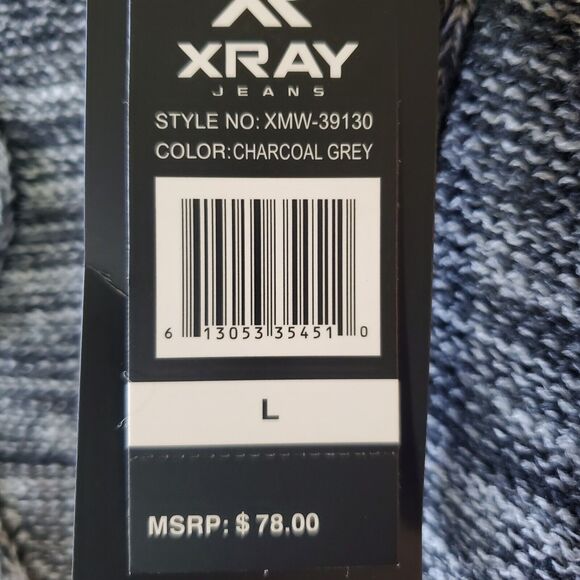 XRAY
JEANS
STYLE NO: XMW-39130
COLOR: CHARCOAL GREY
6 13053 35451 0
L
MSRP: $ 78.00